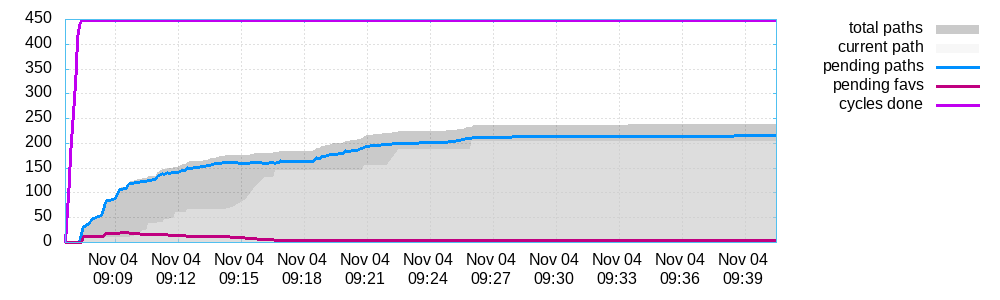 450
400
350
300
250
200
150
100
50
0
Nov 04 Nov 04 Nov 04 Nov 04 Nov 04 Nov 04 Nov 04 Nov 04 Nov 04 Nov 04 Nov 04
09:09 09:12 09:15 09:18 09:21 09:24 09:27 09:30 09:33 09:36 09:39
total paths
current path
pending paths
pending favs
cycles done